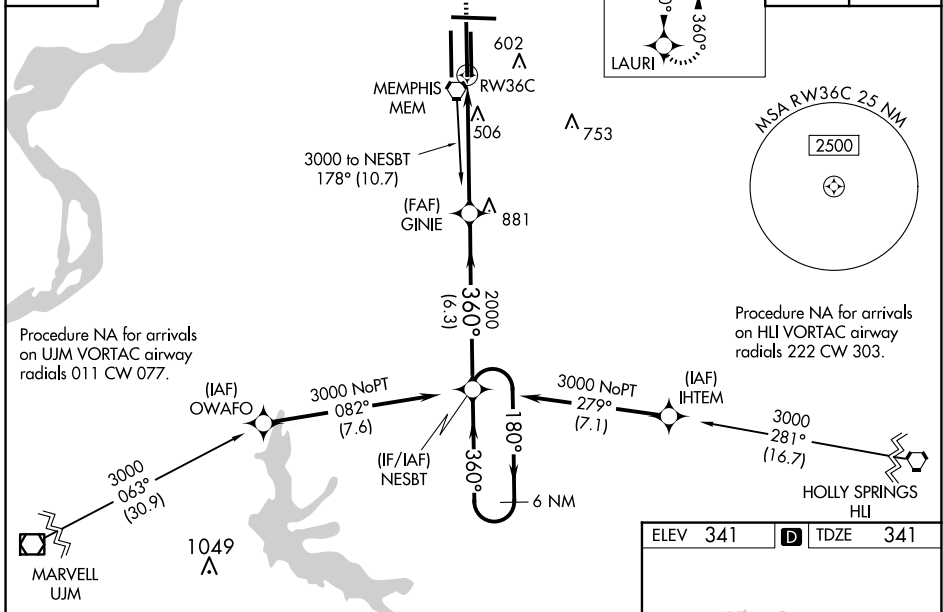 0°
360°
LAURI
602
MEMPHIS
MEM
RW36C
506
753
3000 to NESBT
178° (10.7)
MSA RW36C 25 NM
2500
(FAF)
GINIE
881
2000
360°
(6.3)
Procedure NA for arrivals
on UJM VORTAC airway
radials 011 CW 077.
Procedure NA for arrivals
on HLI VORTAC airway
radials 222 CW 303.
(IAF)
OWAFO
3000 NoPT
082°
(7.6)
3000 NoPT
279°
(7.1)
(IAF)
IHTEM
180°
360°
(IF/IAF)
NESBT
6 NM
3000
281°
(16.7)
HOLLY SPRINGS
HLI
3000
063°
(30.9)
MARVELL
UJM
1049
ELEV 341 D TDZE 341